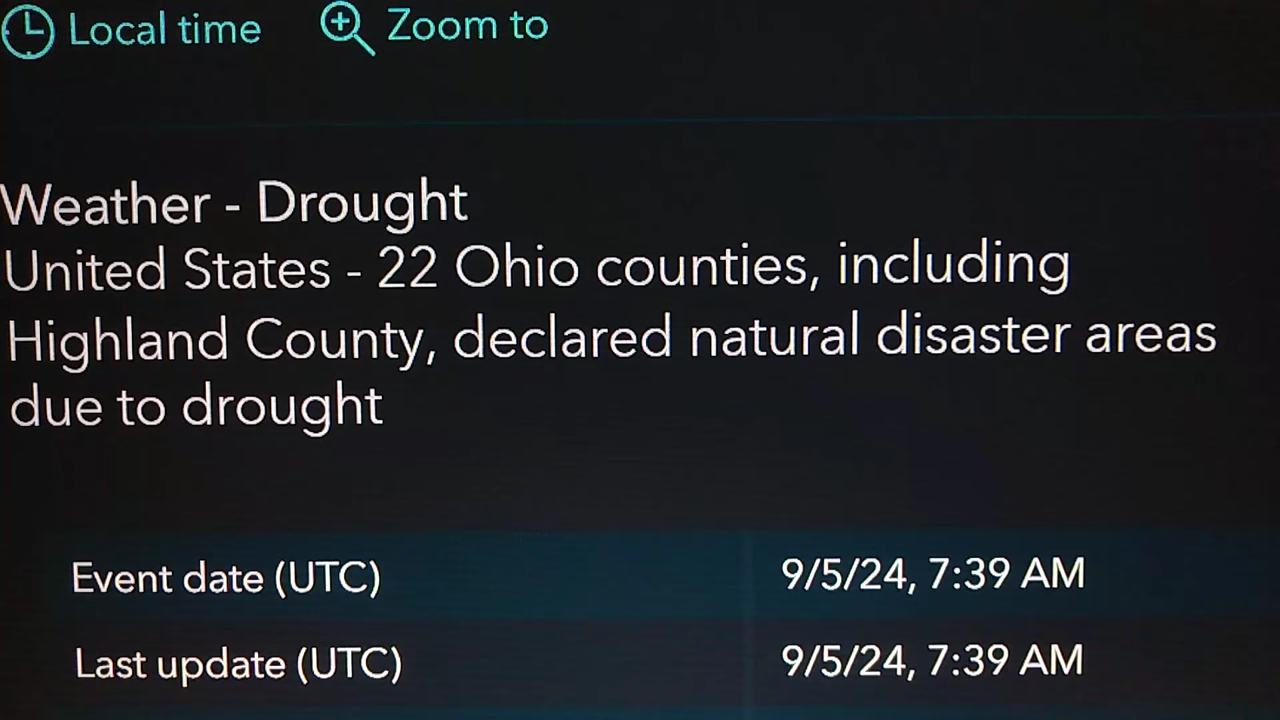 Local time Zoom to
Weather - Drought
United States - 22 Ohio counties, including
Highland County, declared natural disaster areas
due to drought
Event date (UTC) 9/5/24, 7:39 AM
Last update (UTC) 9/5/24, 7:39 AM